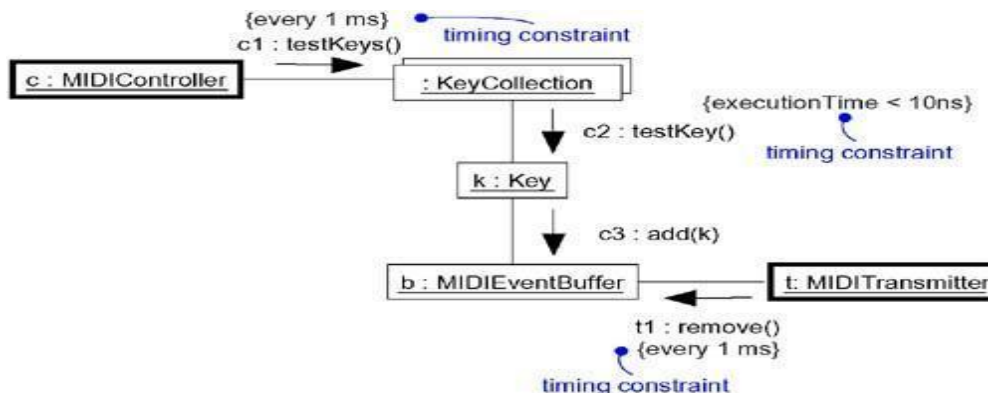 {every 1 ms}
timing constraint
c1 : testKeys()
c : MIDIController
: KeyCollection
{executionTime < 10ns}
c2 : testKey()
timing constraint
k : Key
c3 : add(k)
b : MIDIEventBuffer
t: MIDITransmitter
t1 : remove()
{every 1 ms}
timing constraint